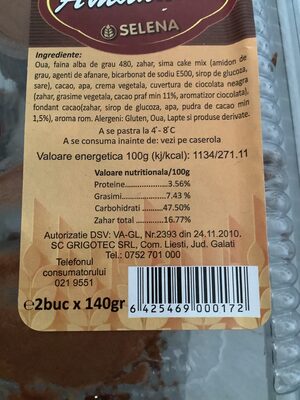 SELENA
Ingrediente:
Oua, faina alba de grau 480, zahar, sima cake mix (amidon de
grau, agenti de afanare, bicarbonat de sodiu E500, sirop de glucoza,
sare), cacao, apa, crema vegetala, cuvertura de ciocolata neagra
(zahar, grasime vegetala, cacao praf min 11%, aromatizor ciocolata),
fondant cacao(zahar, sirop de glucoza, apa, pudra de cacao min
1,5%), aroma rom. Alergeni: Gluten, Oua, Lapte si produse derivate.
A se pastra la 4°- 8°C
A se consuma inainte de: vezi pe caserola
Valoare energetica 100g (kj/kcal): 1134/271.11
Valoare nutritionala/100g
Proteine..............3.56%
Grasimi...............7.43 %
Carbohidrati........47.50%
Zahar total..........16.77%
Autorizatie DSV: VA-GL, Nr.2393 din 24.11.2010.
SC GRIGOTEC SRL, Com. Liesti, Jud. Galati
Tel.: 0752 701 000
Telefonul
consumatorului
021 9551
℮2buc x 140gr
6 425469 000172